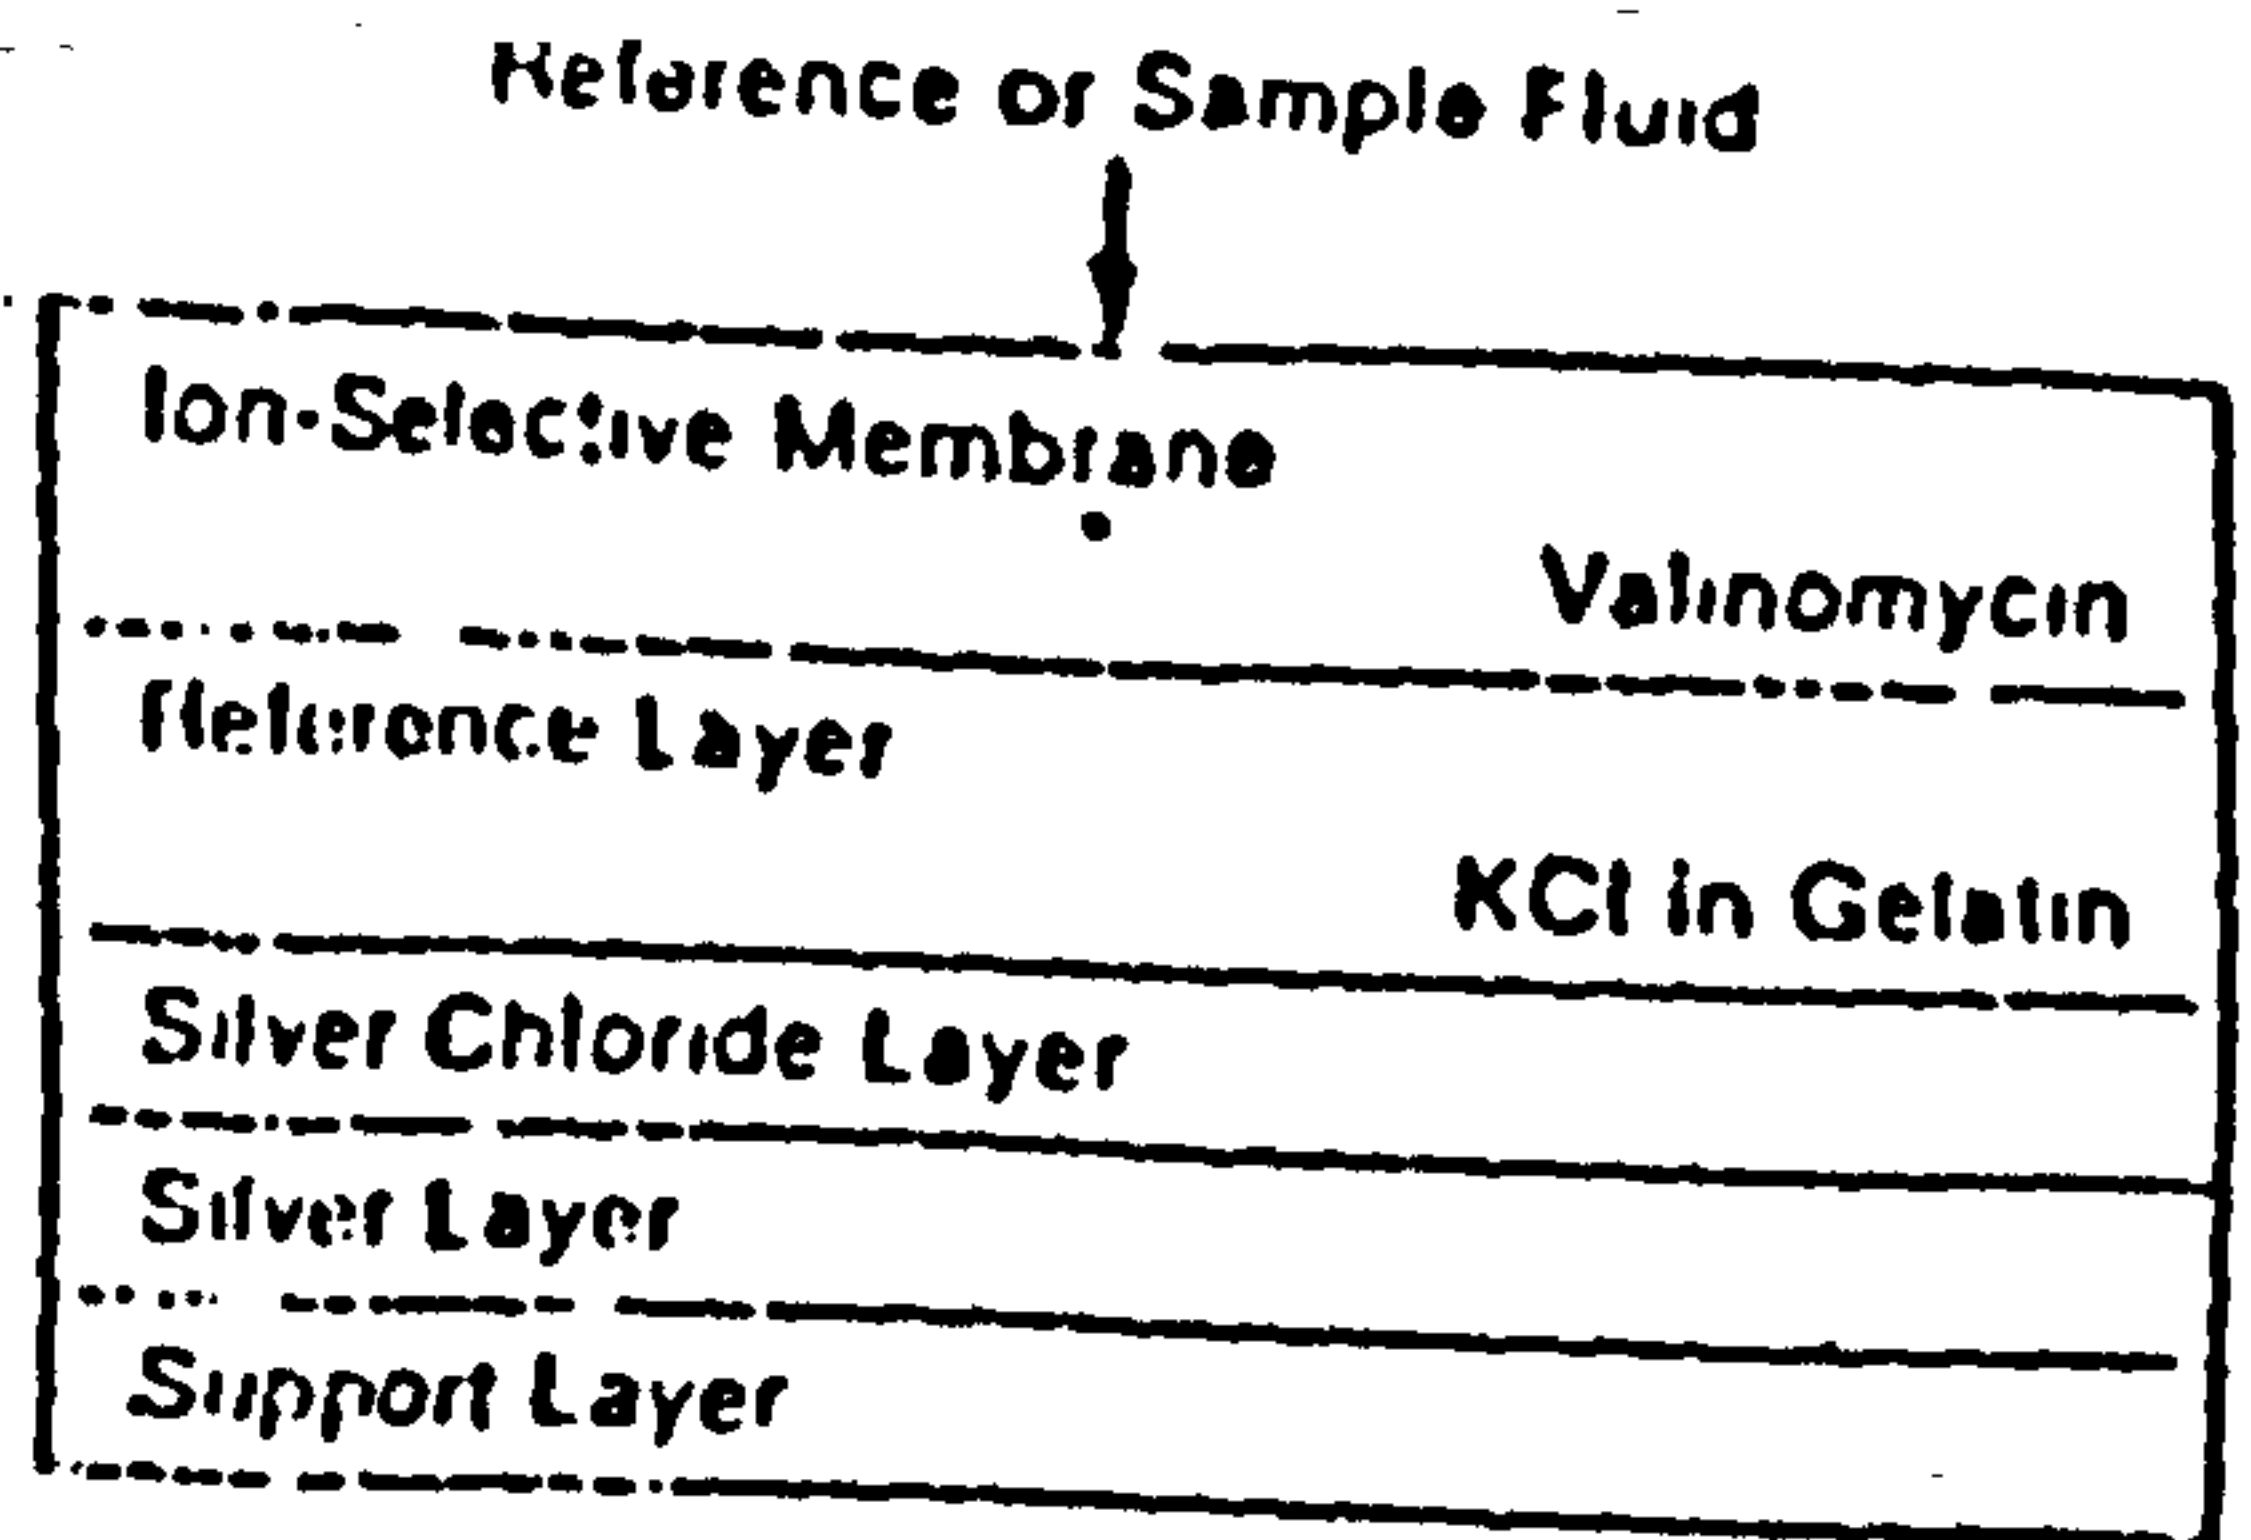 Reference or Sample Fluid
Ion-Selective Membrane
Valinomycin
Reference Layer
KCl in Gelatin
Silver Chloride Layer
Silver Layer
Support Layer